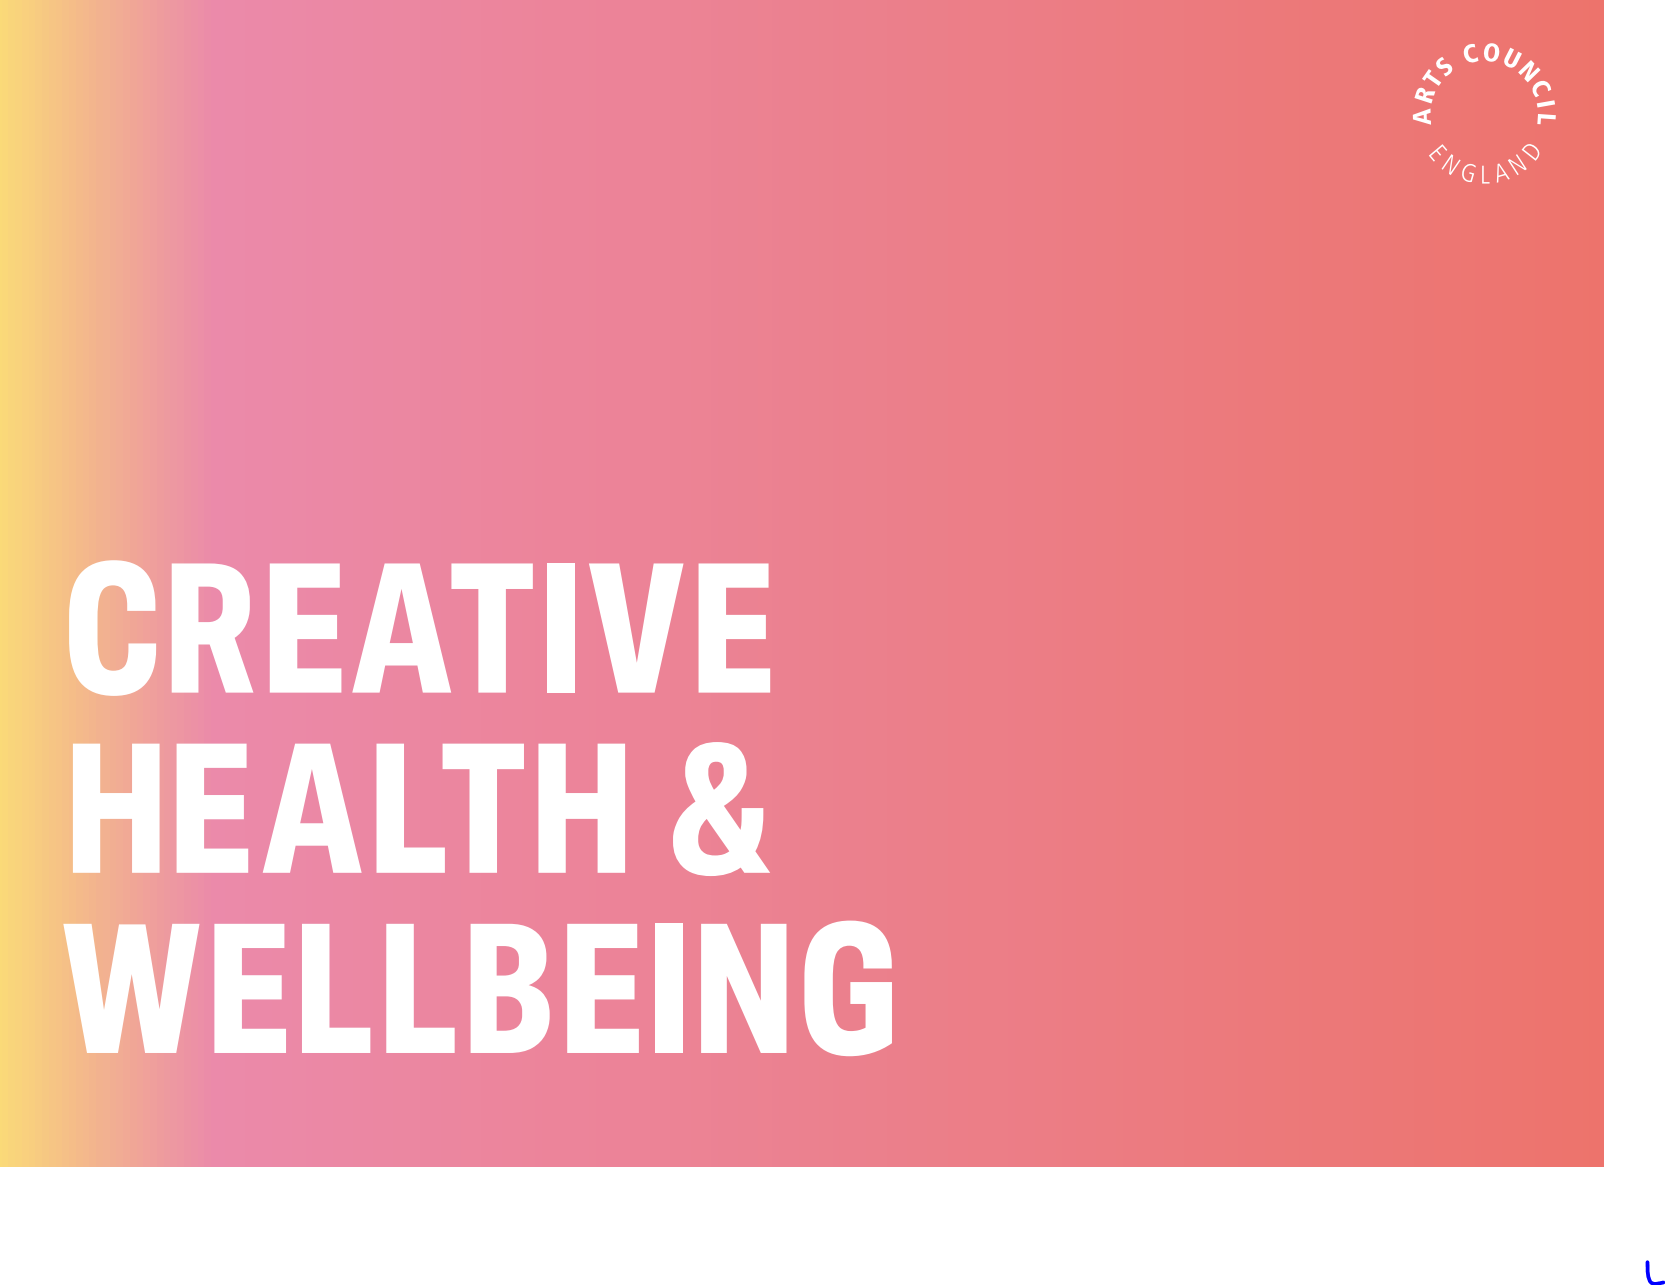 ARTS COUNCIL
ENGLAND
CREATIVE
HEALTH &
WELLBEING